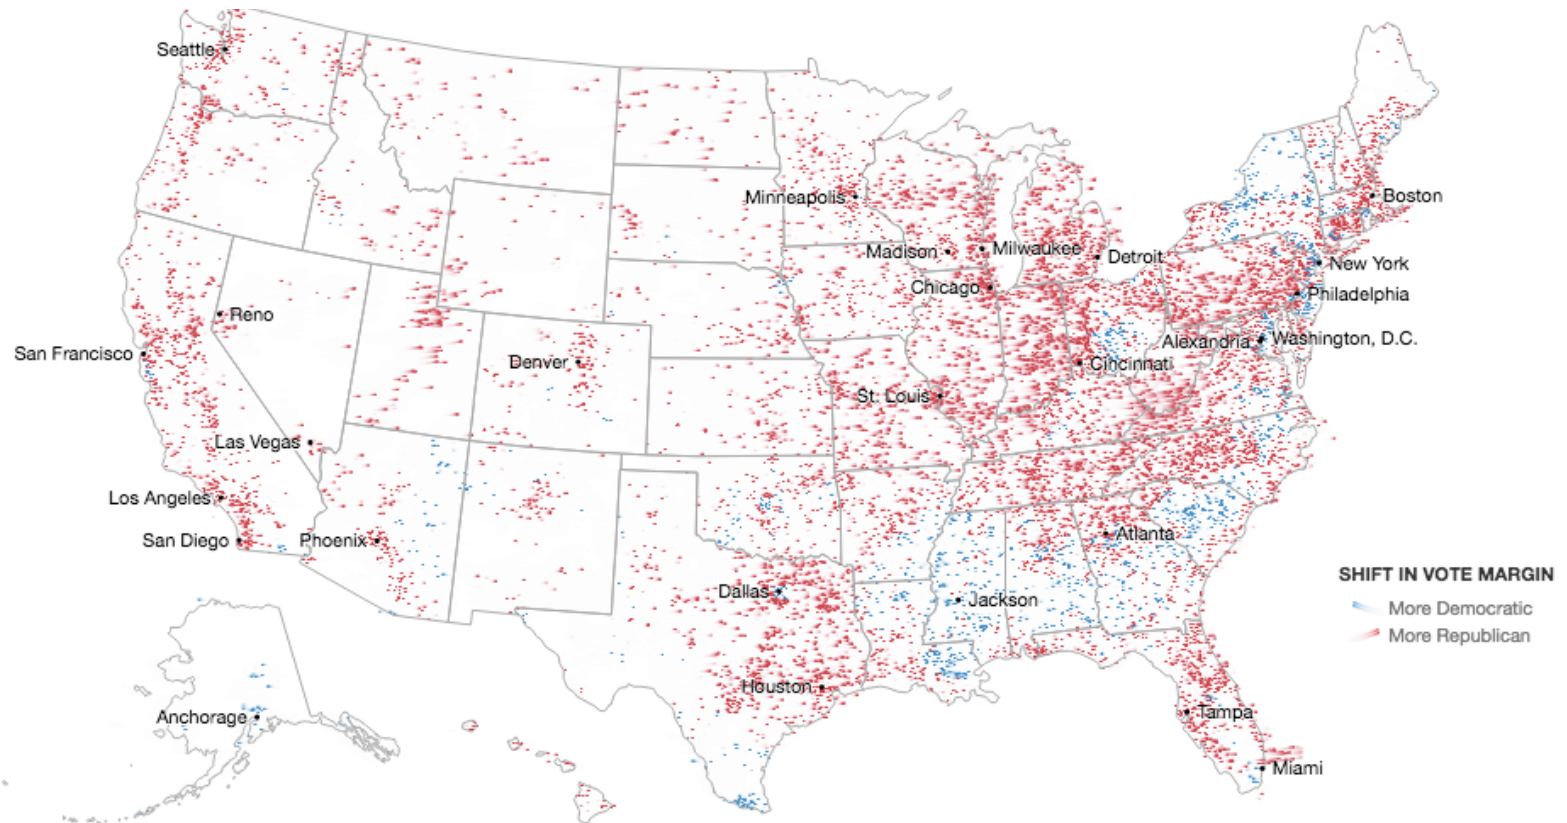 Seattle
Minneapolis
Boston
Madison
Milwaukee
Detroit
New York
Chicago
Philadelphia
Reno
San Francisco
Denver
Alexandria
Washington, D.C.
Cincinnati
St. Louis
Las Vegas
Los Angeles
San Diego
Phoenix
Atlanta
Dallas
Jackson
SHIFT IN VOTE MARGIN
More Democratic
More Republican
Houston
Anchorage
Tampa
Miami